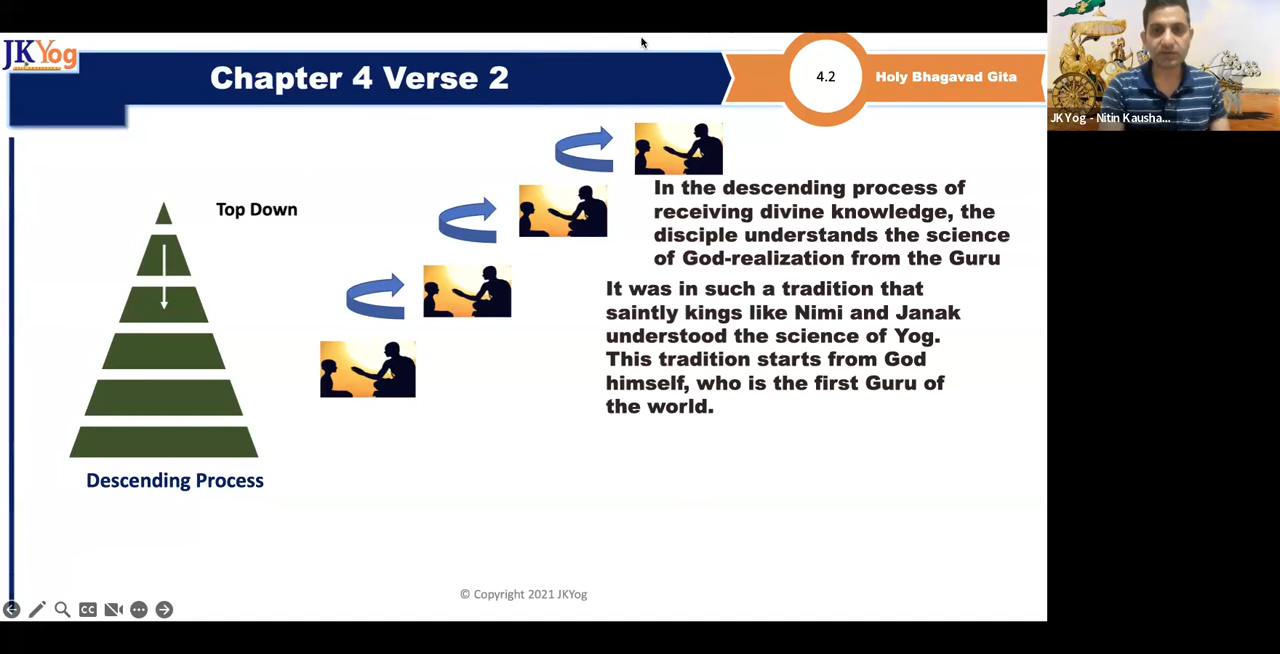 JKYog
Chapter 4 Verse 2
4.2
Holy Bhagavad Gita
JKYog - Nitin Kausha...
Top Down
In the descending process of
receiving divine knowledge, the
disciple understands the science
of God-realization from the Guru
It was in such a tradition that
saintly kings like Nimi and Janak
understood the science of Yog.
This tradition starts from God
himself, who is the first Guru of
the world.
Descending Process
© Copyright 2021 JKYog
CC